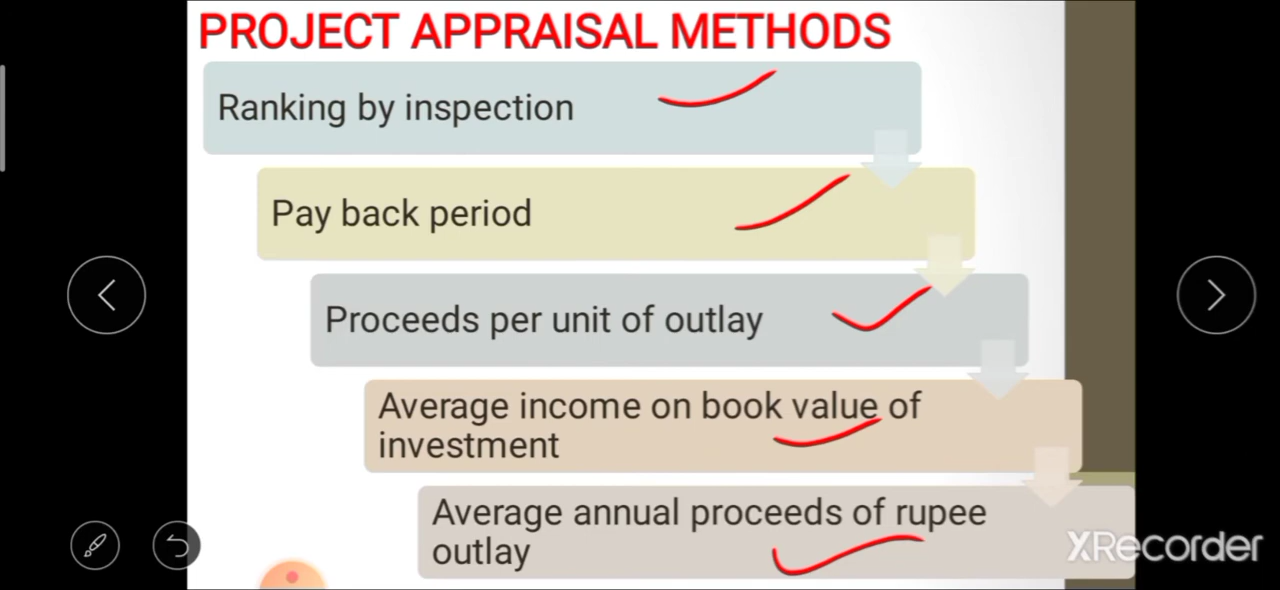 PROJECT APPRAISAL METHODS
Ranking by inspection
Pay back period
Proceeds per unit of outlay
Average income on book value of
investment
Average annual proceeds of rupee
outlay
XRecorder